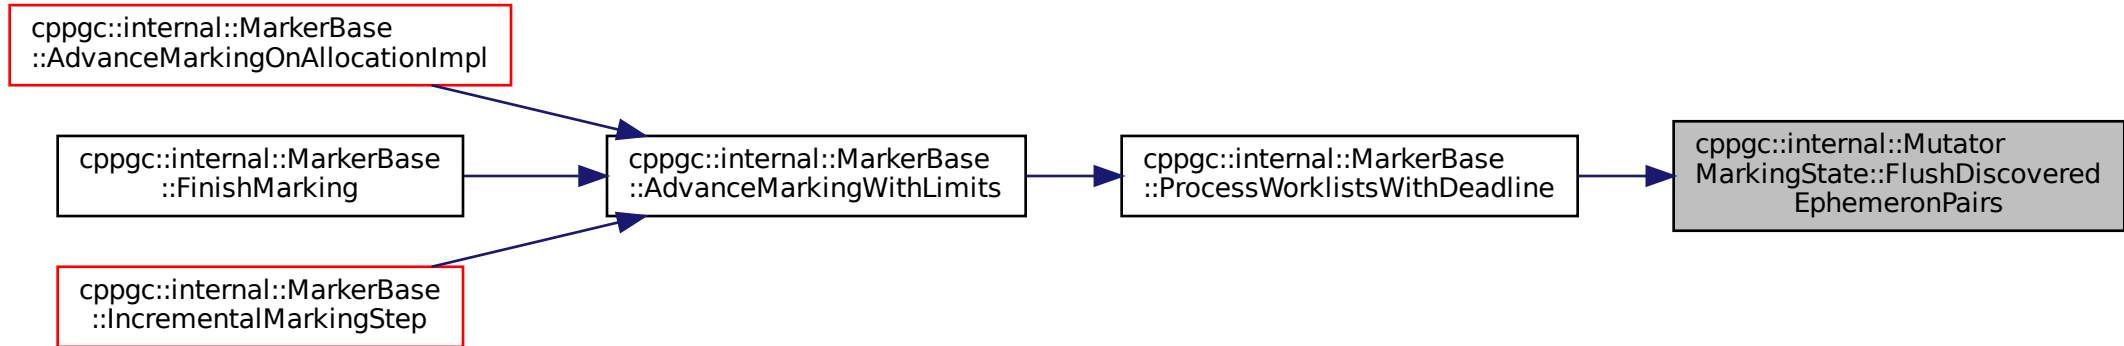 cppgc::internal::MarkerBase
::AdvanceMarkingOnAllocationImpl
cppgc::internal::MarkerBase
::FinishMarking
cppgc::internal::MarkerBase
::IncrementalMarkingStep
cppgc::internal::MarkerBase
::AdvanceMarkingWithLimits
cppgc::internal::MarkerBase
::ProcessWorklistsWithDeadline
cppgc::internal::Mutator
MarkingState::FlushDiscovered
EphemeronPairs